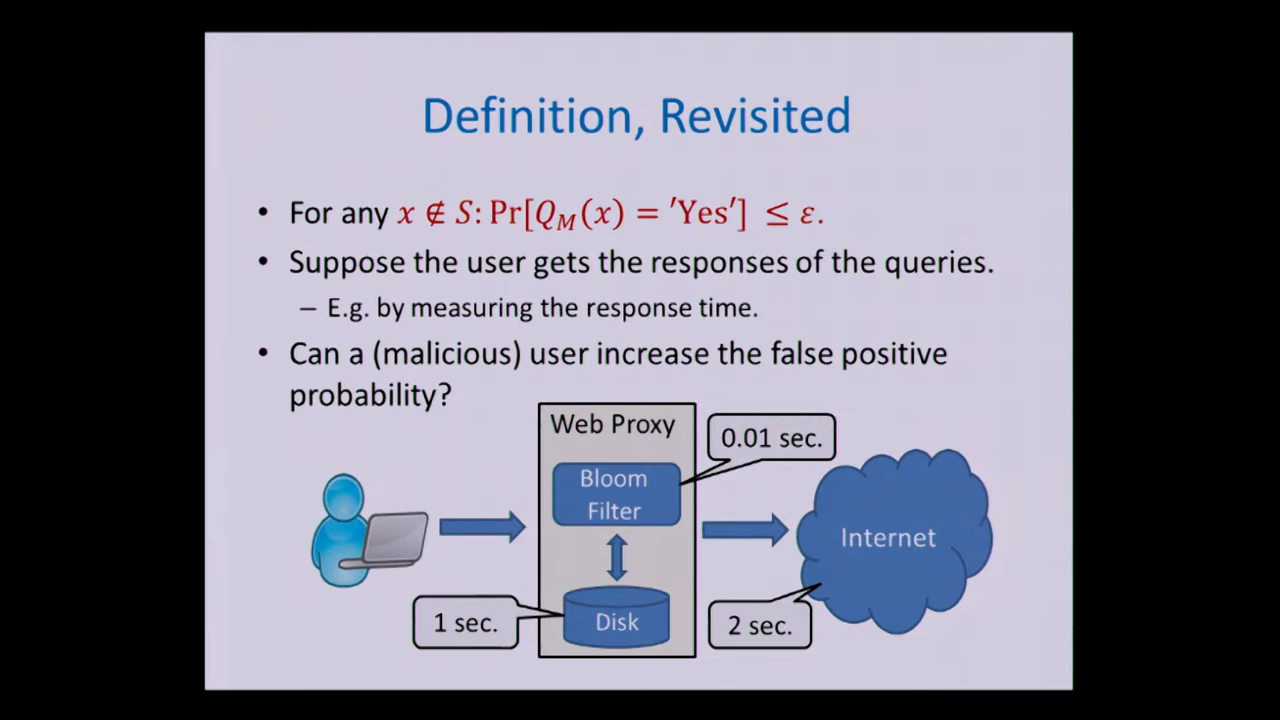 Definition, Revisited
• For any x ∉ S: Pr[Q_M(x) = 'Yes'] ≤ ε.
• Suppose the user gets the responses of the queries.
– E.g. by measuring the response time.
• Can a (malicious) user increase the false positive
probability?
Web Proxy
0.01 sec.
Bloom
Filter
Internet
1 sec.
Disk
2 sec.